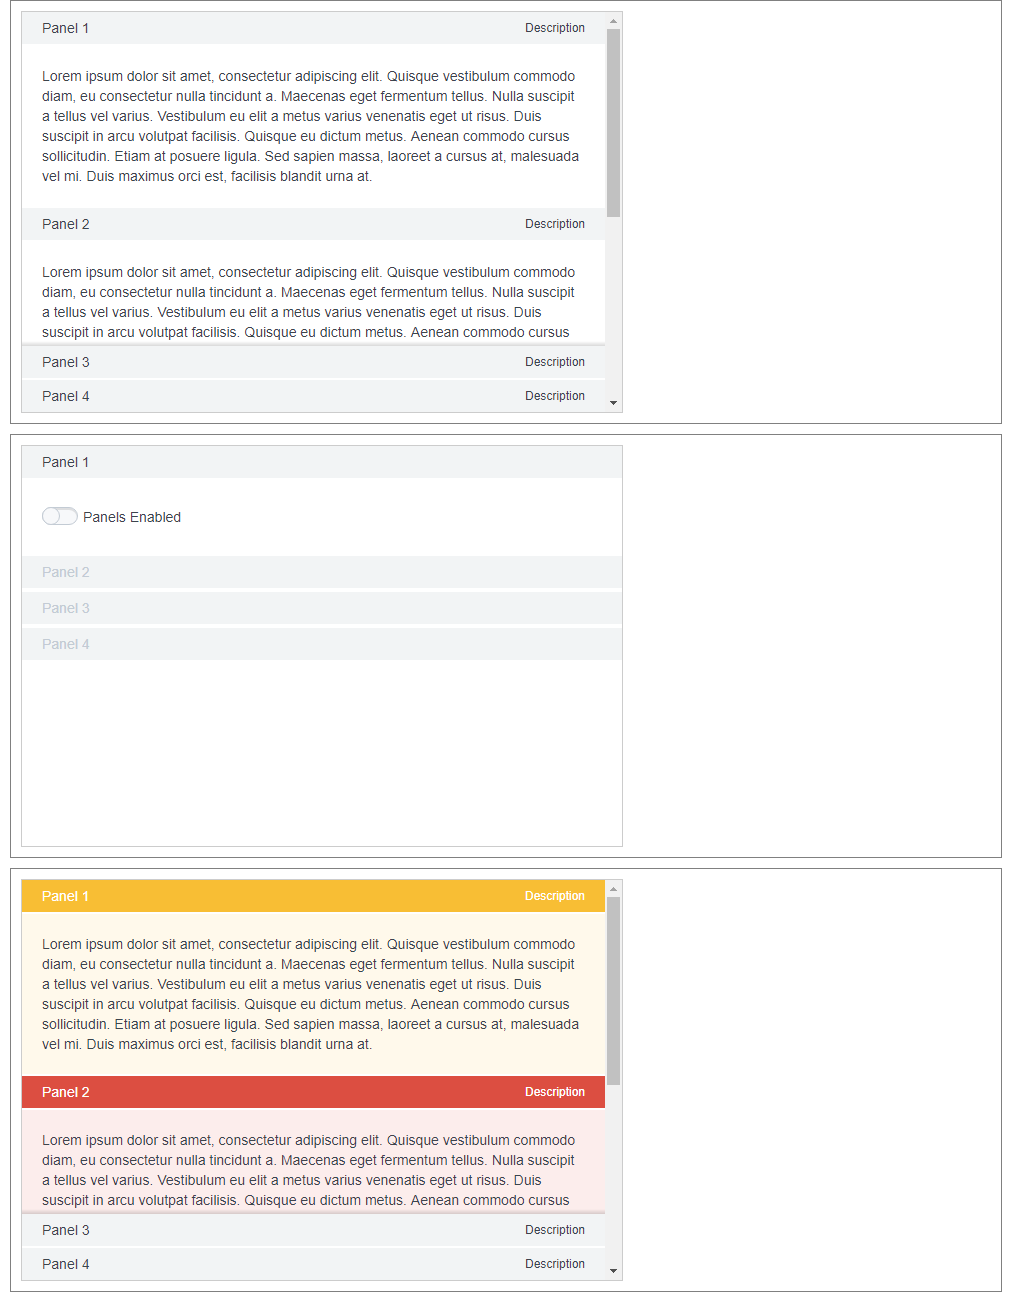 Panel 1 Description
Lorem ipsum dolor sit amet, consectetur adipiscing elit. Quisque vestibulum commodo
diam, eu consectetur nulla tincidunt a. Maecenas eget fermentum tellus. Nulla suscipit
a tellus vel varius. Vestibulum eu elit a metus varius venenatis eget ut risus. Duis
suscipit in arcu volutpat facilisis. Quisque eu dictum metus. Aenean commodo cursus
sollicitudin. Etiam at posuere ligula. Sed sapien massa, laoreet a cursus at, malesuada
vel mi. Duis maximus orci est, facilisis blandit urna at.
Panel 2 Description
Lorem ipsum dolor sit amet, consectetur adipiscing elit. Quisque vestibulum commodo
diam, eu consectetur nulla tincidunt a. Maecenas eget fermentum tellus. Nulla suscipit
a tellus vel varius. Vestibulum eu elit a metus varius venenatis eget ut risus. Duis
suscipit in arcu volutpat facilisis. Quisque eu dictum metus. Aenean commodo cursus
Panel 3 Description
Panel 4 Description
Panel 1
Panels Enabled
Panel 2
Panel 3
Panel 4
Panel 1 Description
Lorem ipsum dolor sit amet, consectetur adipiscing elit. Quisque vestibulum commodo
diam, eu consectetur nulla tincidunt a. Maecenas eget fermentum tellus. Nulla suscipit
a tellus vel varius. Vestibulum eu elit a metus varius venenatis eget ut risus. Duis
suscipit in arcu volutpat facilisis. Quisque eu dictum metus. Aenean commodo cursus
sollicitudin. Etiam at posuere ligula. Sed sapien massa, laoreet a cursus at, malesuada
vel mi. Duis maximus orci est, facilisis blandit urna at.
Panel 2 Description
Lorem ipsum dolor sit amet, consectetur adipiscing elit. Quisque vestibulum commodo
diam, eu consectetur nulla tincidunt a. Maecenas eget fermentum tellus. Nulla suscipit
a tellus vel varius. Vestibulum eu elit a metus varius venenatis eget ut risus. Duis
suscipit in arcu volutpat facilisis. Quisque eu dictum metus. Aenean commodo cursus
Panel 3 Description
Panel 4 Description